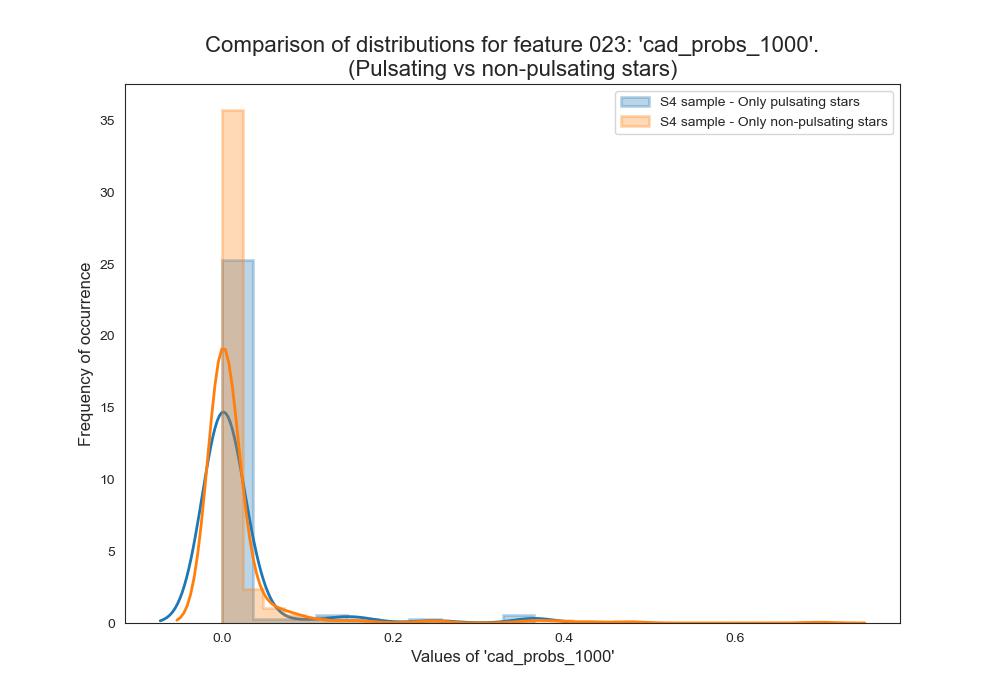 Comparison of distributions for feature 023: 'cad_probs_1000'.
(Pulsating vs non-pulsating stars)
S4 sample - Only pulsating stars
S4 sample - Only non-pulsating stars
Frequency of occurrence
35
30
25
20
15
10
5
0
0.0 0.2 0.4 0.6
Values of 'cad_probs_1000'